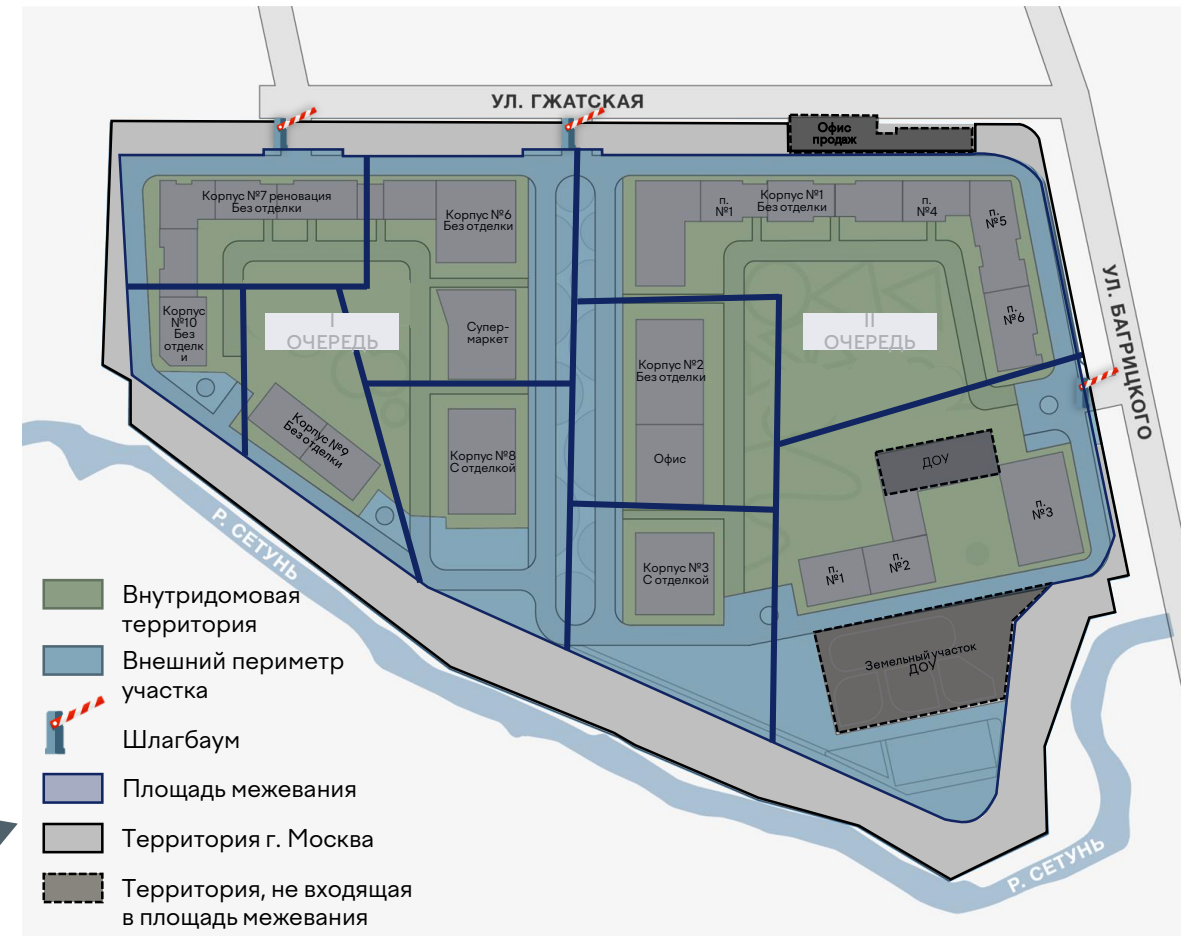 УЛ. ГЖАТСКАЯ
Офис
продаж
Корпус №7 реновация
Без отделки
Корпус №6
Без отделки
п.
№1
Корпус №1
Без отделки
п.
№4
п.
№5
п.
№6
УЛ. БАГРИЦКОГО
Корпус
№10
Без
отделк
и
I
ОЧЕРЕДЬ
Супер-
маркет
II
ОЧЕРЕДЬ
Корпус №2
Без отделки
Корпус №9
Без отделки
Корпус №8
С отделкой
Офис
ДОУ
п.
№3
Корпус №3
С отделкой
п.
№1
п.
№2
Р. СЕТУНЬ
Земельный участок
ДОУ
Р. СЕТУНЬ
Внутридомовая
территория
Внешний периметр
участка
Шлагбаум
Площадь межевания
Территория г. Москва
Территория, не входящая
в площадь межевания